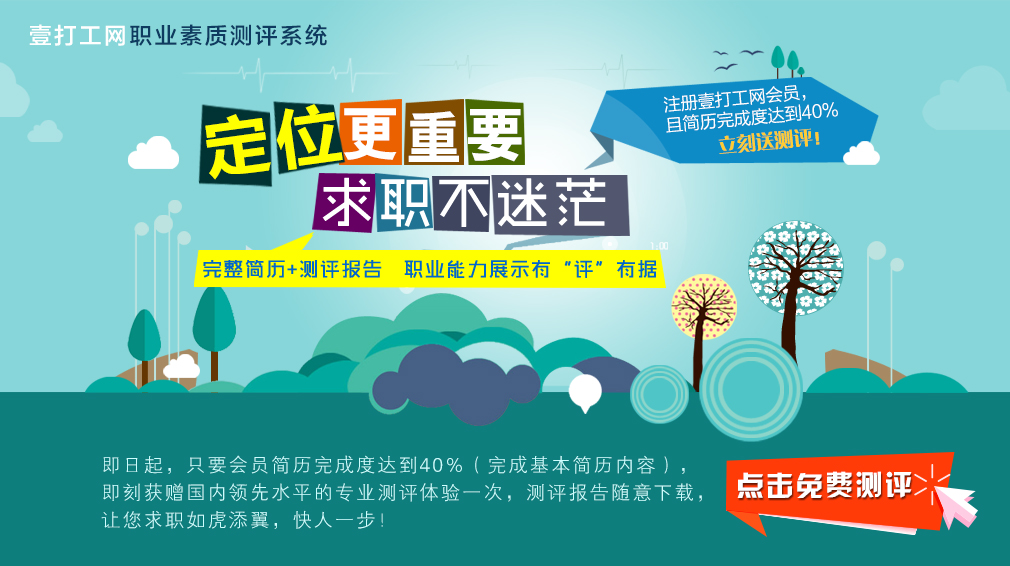 壹打工网职业素质测评系统
定位更重要
求职不迷茫
注册壹打工网会员，
且简历完成度达到40%
立刻送测评！
1:00
完整简历+测评报告 职业能力展示有“评”有据
即日起，只要会员简历完成度达到40%（完成基本简历内容），
即刻获赠国内领先水平的专业测评体验一次，测评报告随意下载，
让您求职如虎添翼，快人一步！
点击免费测评